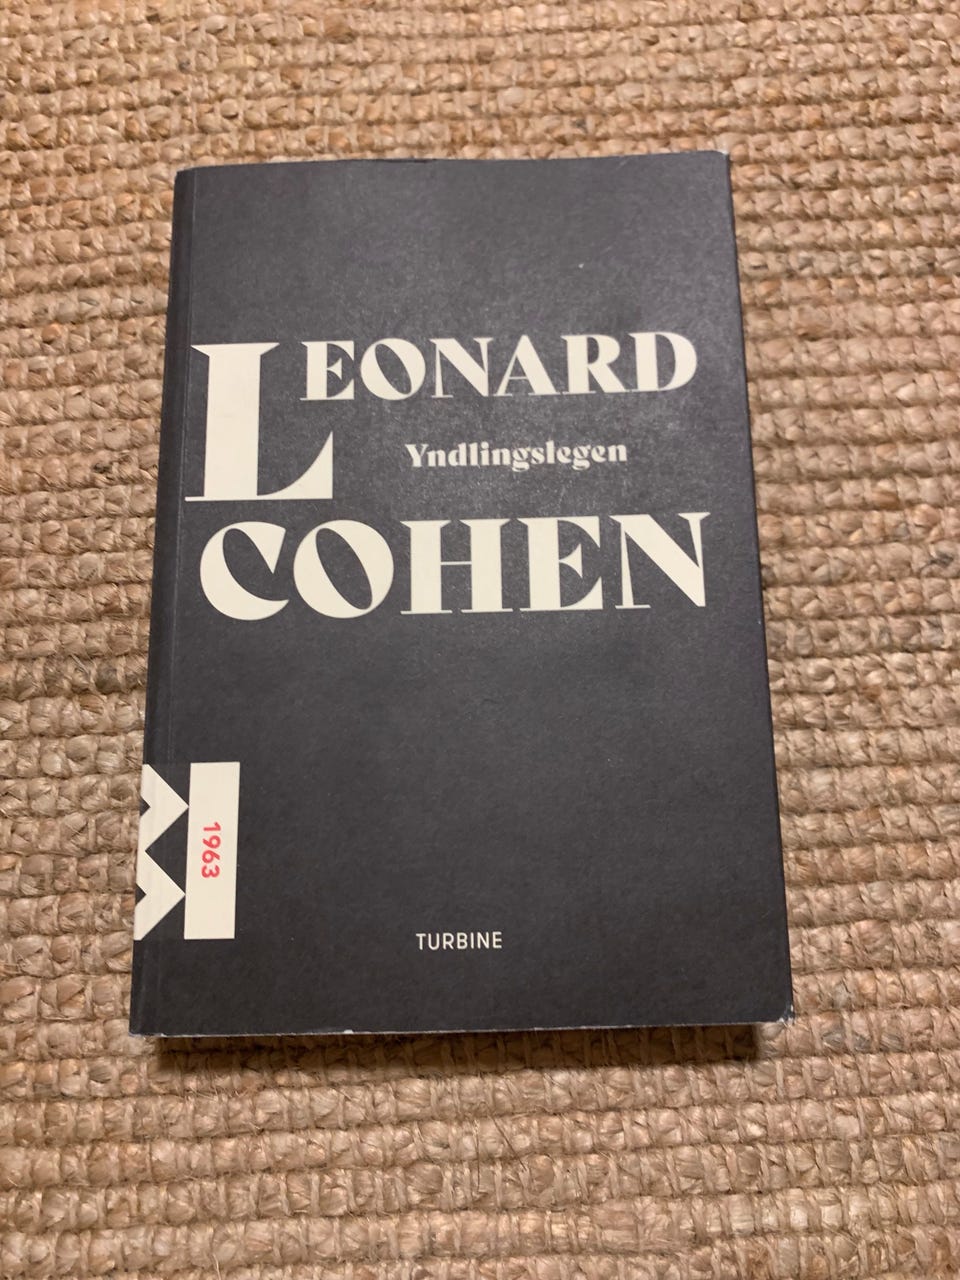 LEONARD
Yndlingslegen
COHEN
1963
TURBINE